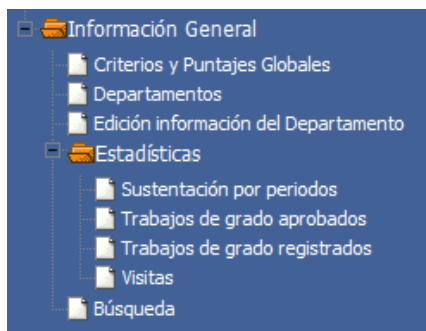 Información General
Criterios y Puntajes Globales
Departamentos
Edición información del Departamento
Estadísticas
Sustentación por periodos
Trabajos de grado aprobados
Trabajos de grado registrados
Visitas
Búsqueda